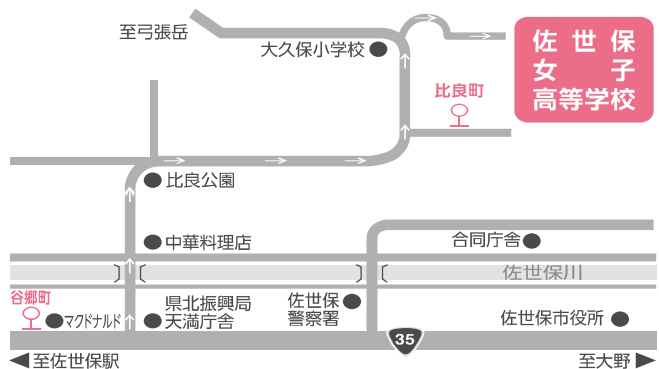 至弓張岳
大久保小学校
佐世保
女子
高等学校
比良町
比良公園
中華料理店
合同庁舎
佐世保川
谷郷町
マクドナルド
県北振興局
天満庁舎
佐世保
警察署
佐世保市役所
35
至佐世保駅
至大野